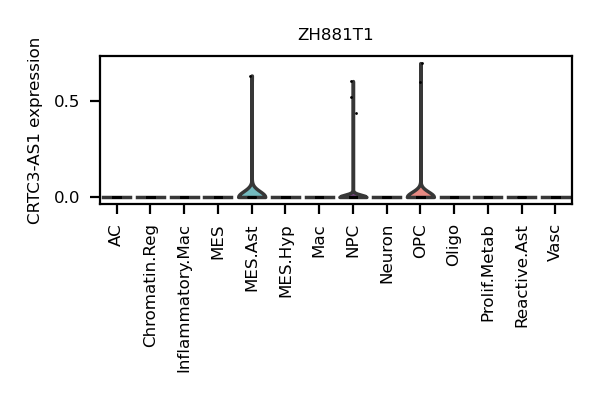 ZH881T1
CRTC3-AS1 expression
0.5
0.0
AC
Chromatin.Reg
Inflammatory.Mac
MES
MES.Ast
MES.Hyp
Mac
NPC
Neuron
OPC
Oligo
Prolif.Metab
Reactive.Ast
Vasc